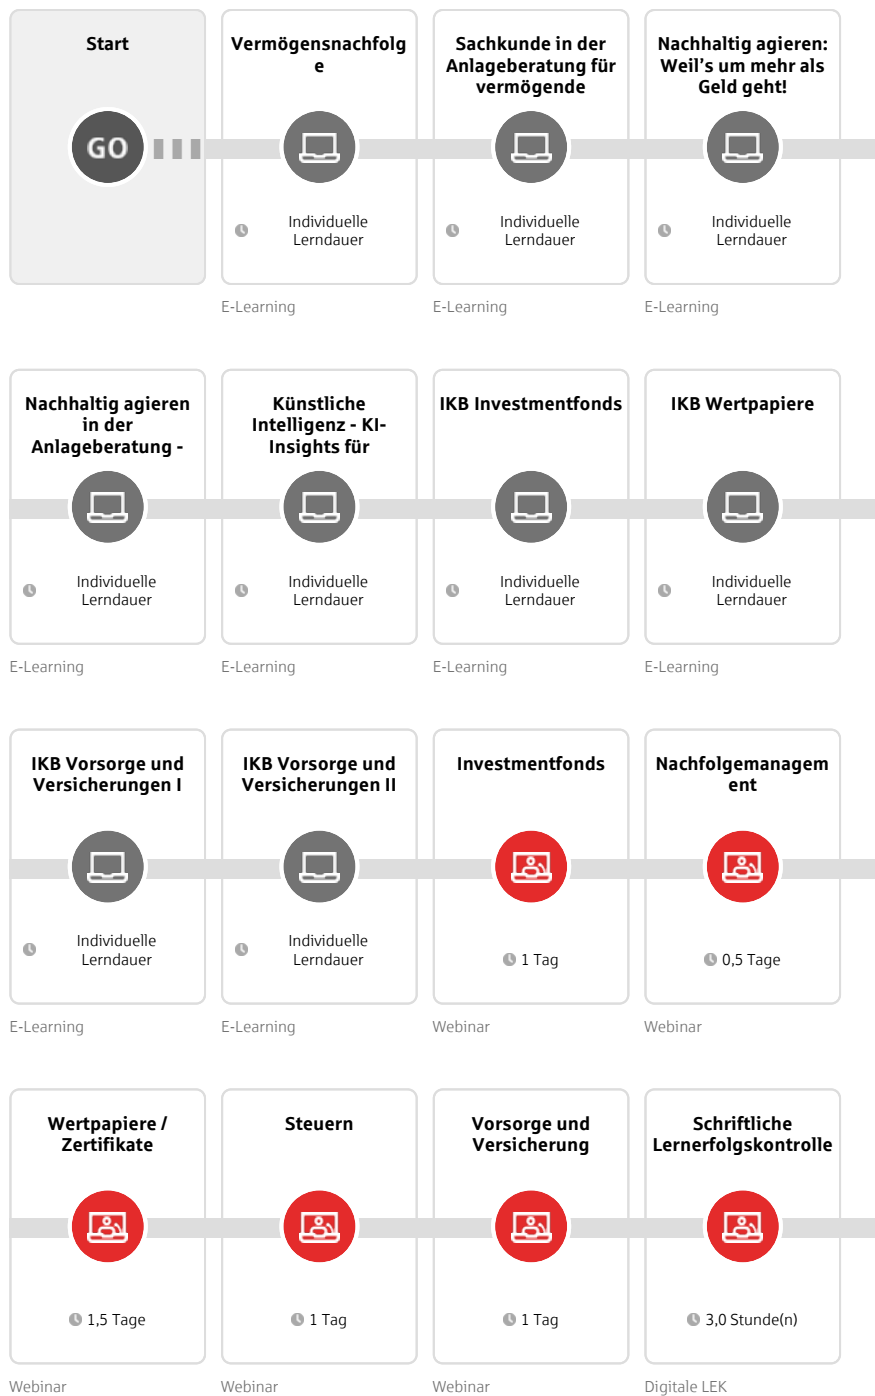 Start
GO
Vermögensnachfolg
e
Individuelle
Lerndauer
E-Learning
Sachkunde in der
Anlageberatung für
vermögende
Individuelle
Lerndauer
E-Learning
Nachhaltig agieren:
Weil's um mehr als
Geld geht!
Individuelle
Lerndauer
E-Learning
Nachhaltig agieren
in der
Anlageberatung -
Individuelle
Lerndauer
E-Learning
Künstliche
Intelligenz - KI-
Insights für
Individuelle
Lerndauer
E-Learning
IKB Investmentfonds
Individuelle
Lerndauer
E-Learning
IKB Wertpapiere
Individuelle
Lerndauer
E-Learning
IKB Vorsorge und
Versicherungen I
Individuelle
Lerndauer
E-Learning
IKB Vorsorge und
Versicherungen II
Individuelle
Lerndauer
E-Learning
Investmentfonds
1 Tag
Webinar
Nachfolgemanagem
ent
0,5 Tage
Webinar
Wertpapiere /
Zertifikate
1,5 Tage
Webinar
Steuern
1 Tag
Webinar
Vorsorge und
Versicherung
1 Tag
Webinar
Schriftliche
Lernerfolgskontrolle
3,0 Stunde(n)
Digitale LEK